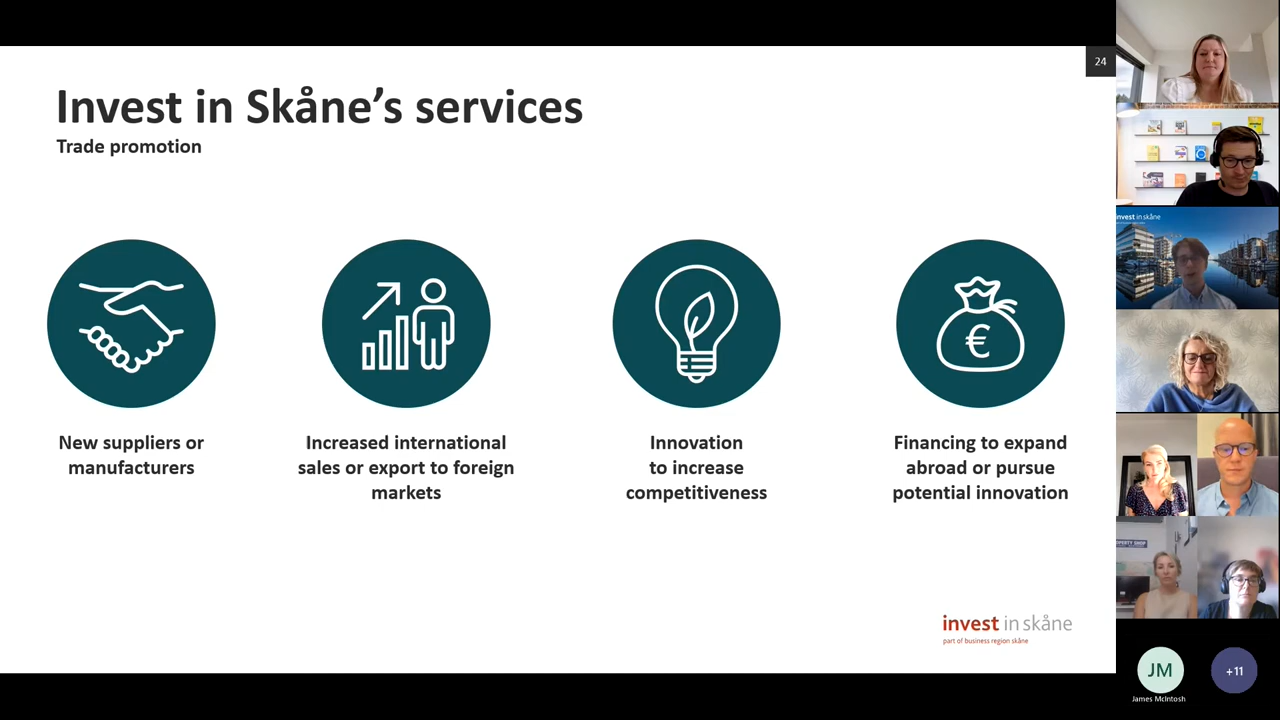 24
Invest in Skåne’s services
Trade promotion
€
New suppliers or
manufacturers
Increased international
sales or export to foreign
markets
Innovation
to increase
competitiveness
Financing to expand
abroad or pursue
potential innovation
invest in skåne
part of business region skåne
invest in skåne
JM
James McIntosh
+11